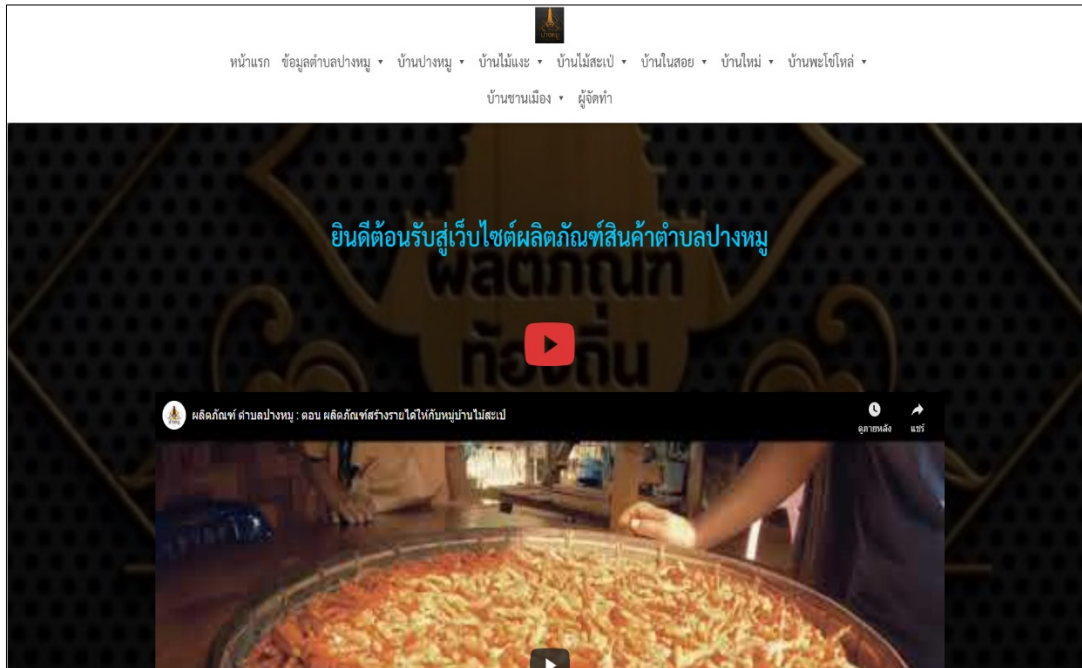 ปางหมู
หน้าแรก ข้อมูลตำบลปางหมู บ้านปางหมู บ้านไม้แงะ บ้านไม้สะเป่ บ้านในสอย บ้านใหม่ บ้านพะโข่โหล่
บ้านชานเมือง ผู้จัดทำ
ยินดีต้อนรับสู่เว็บไซต์ผลิตภัณฑ์สินค้าตำบลปางหมู
ผลิตภัณฑ์
ท้องถิ่น
ผลิตภัณฑ์ ตำบลปางหมู : ตอน ผลิตภัณฑ์สร้างรายได้ให้กับหมู่บ้านไม้สะเป่
ดูภายหลัง แชร์